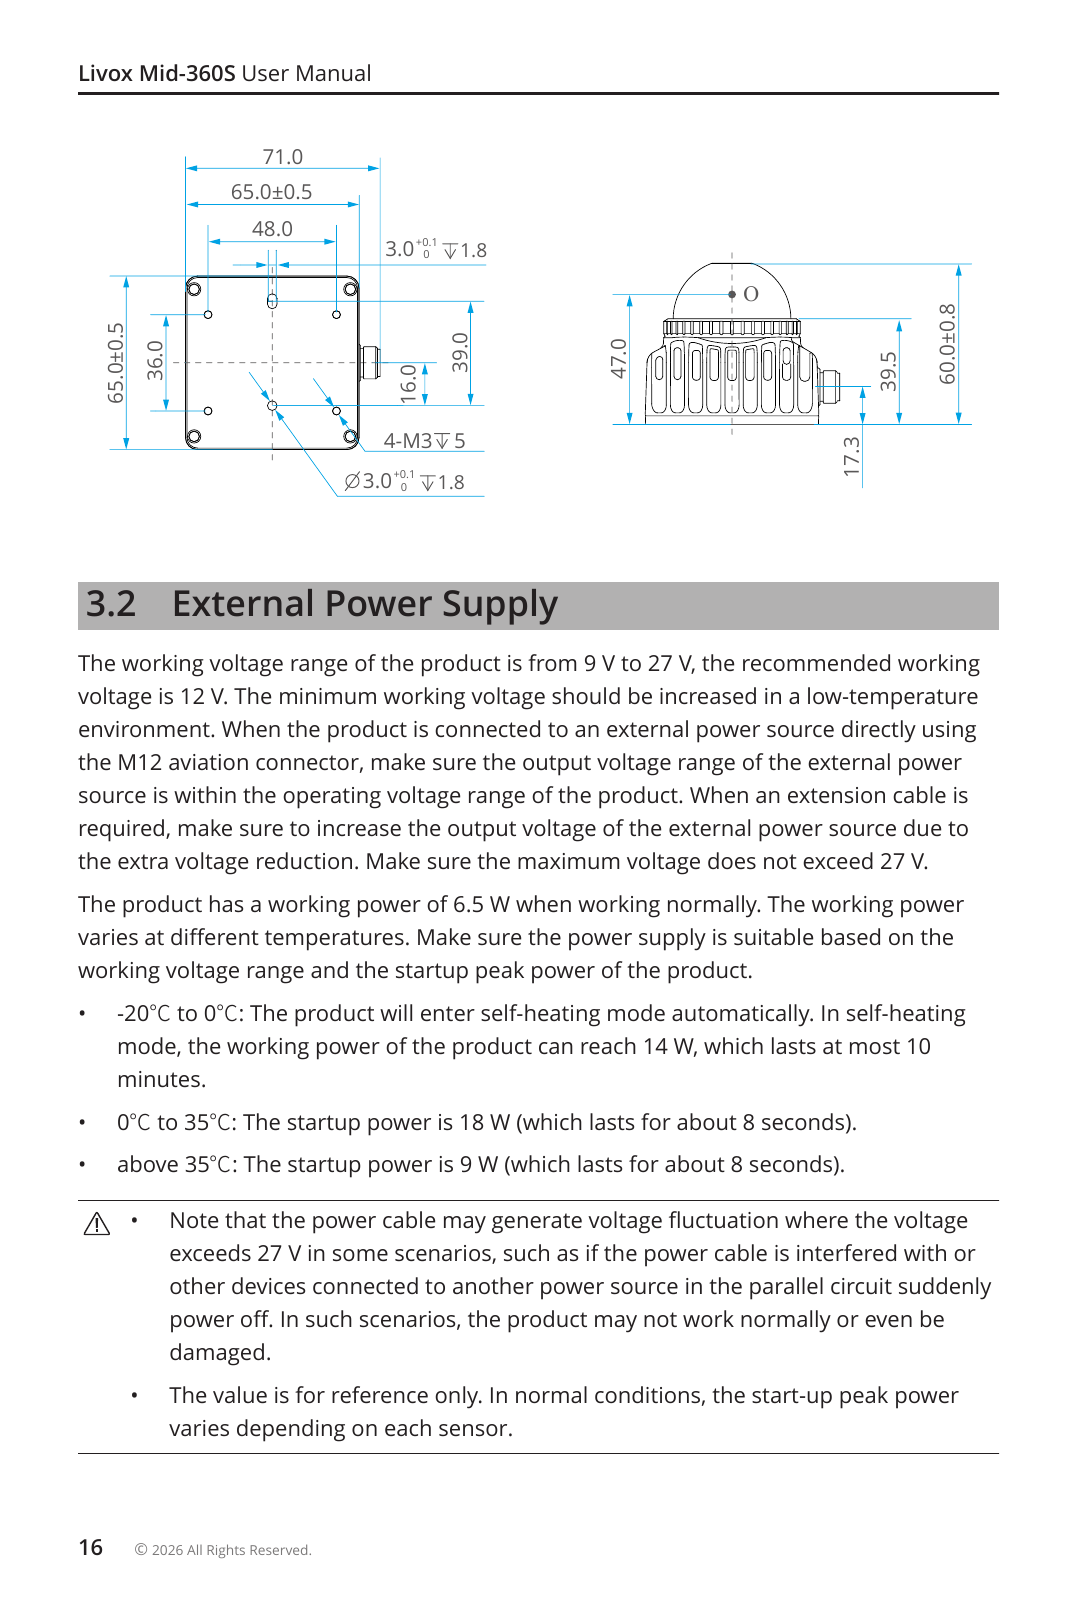 Livox Mid-360S User Manual
71.0
65.0±0.5
48.0
3.0 +0.1 0 ↧1.8
65.0±0.5
36.0
16.0
39.0
4-M3↧5
∅3.0 +0.1 0 ↧1.8
O
47.0
39.5
60.0±0.8
17.3
3.2 External Power Supply
The working voltage range of the product is from 9 V to 27 V, the recommended working
voltage is 12 V. The minimum working voltage should be increased in a low-temperature
environment. When the product is connected to an external power source directly using
the M12 aviation connector, make sure the output voltage range of the external power
source is within the operating voltage range of the product. When an extension cable is
required, make sure to increase the output voltage of the external power source due to
the extra voltage reduction. Make sure the maximum voltage does not exceed 27 V.
The product has a working power of 6.5 W when working normally. The working power
varies at different temperatures. Make sure the power supply is suitable based on the
working voltage range and the startup peak power of the product.
• -20℃ to 0℃: The product will enter self-heating mode automatically. In self-heating
mode, the working power of the product can reach 14 W, which lasts at most 10
minutes.
• 0℃ to 35℃: The startup power is 18 W (which lasts for about 8 seconds).
• above 35℃: The startup power is 9 W (which lasts for about 8 seconds).
• Note that the power cable may generate voltage fluctuation where the voltage
exceeds 27 V in some scenarios, such as if the power cable is interfered with or
other devices connected to another power source in the parallel circuit suddenly
power off. In such scenarios, the product may not work normally or even be
damaged.
• The value is for reference only. In normal conditions, the start-up peak power
varies depending on each sensor.
16 © 2026 All Rights Reserved.